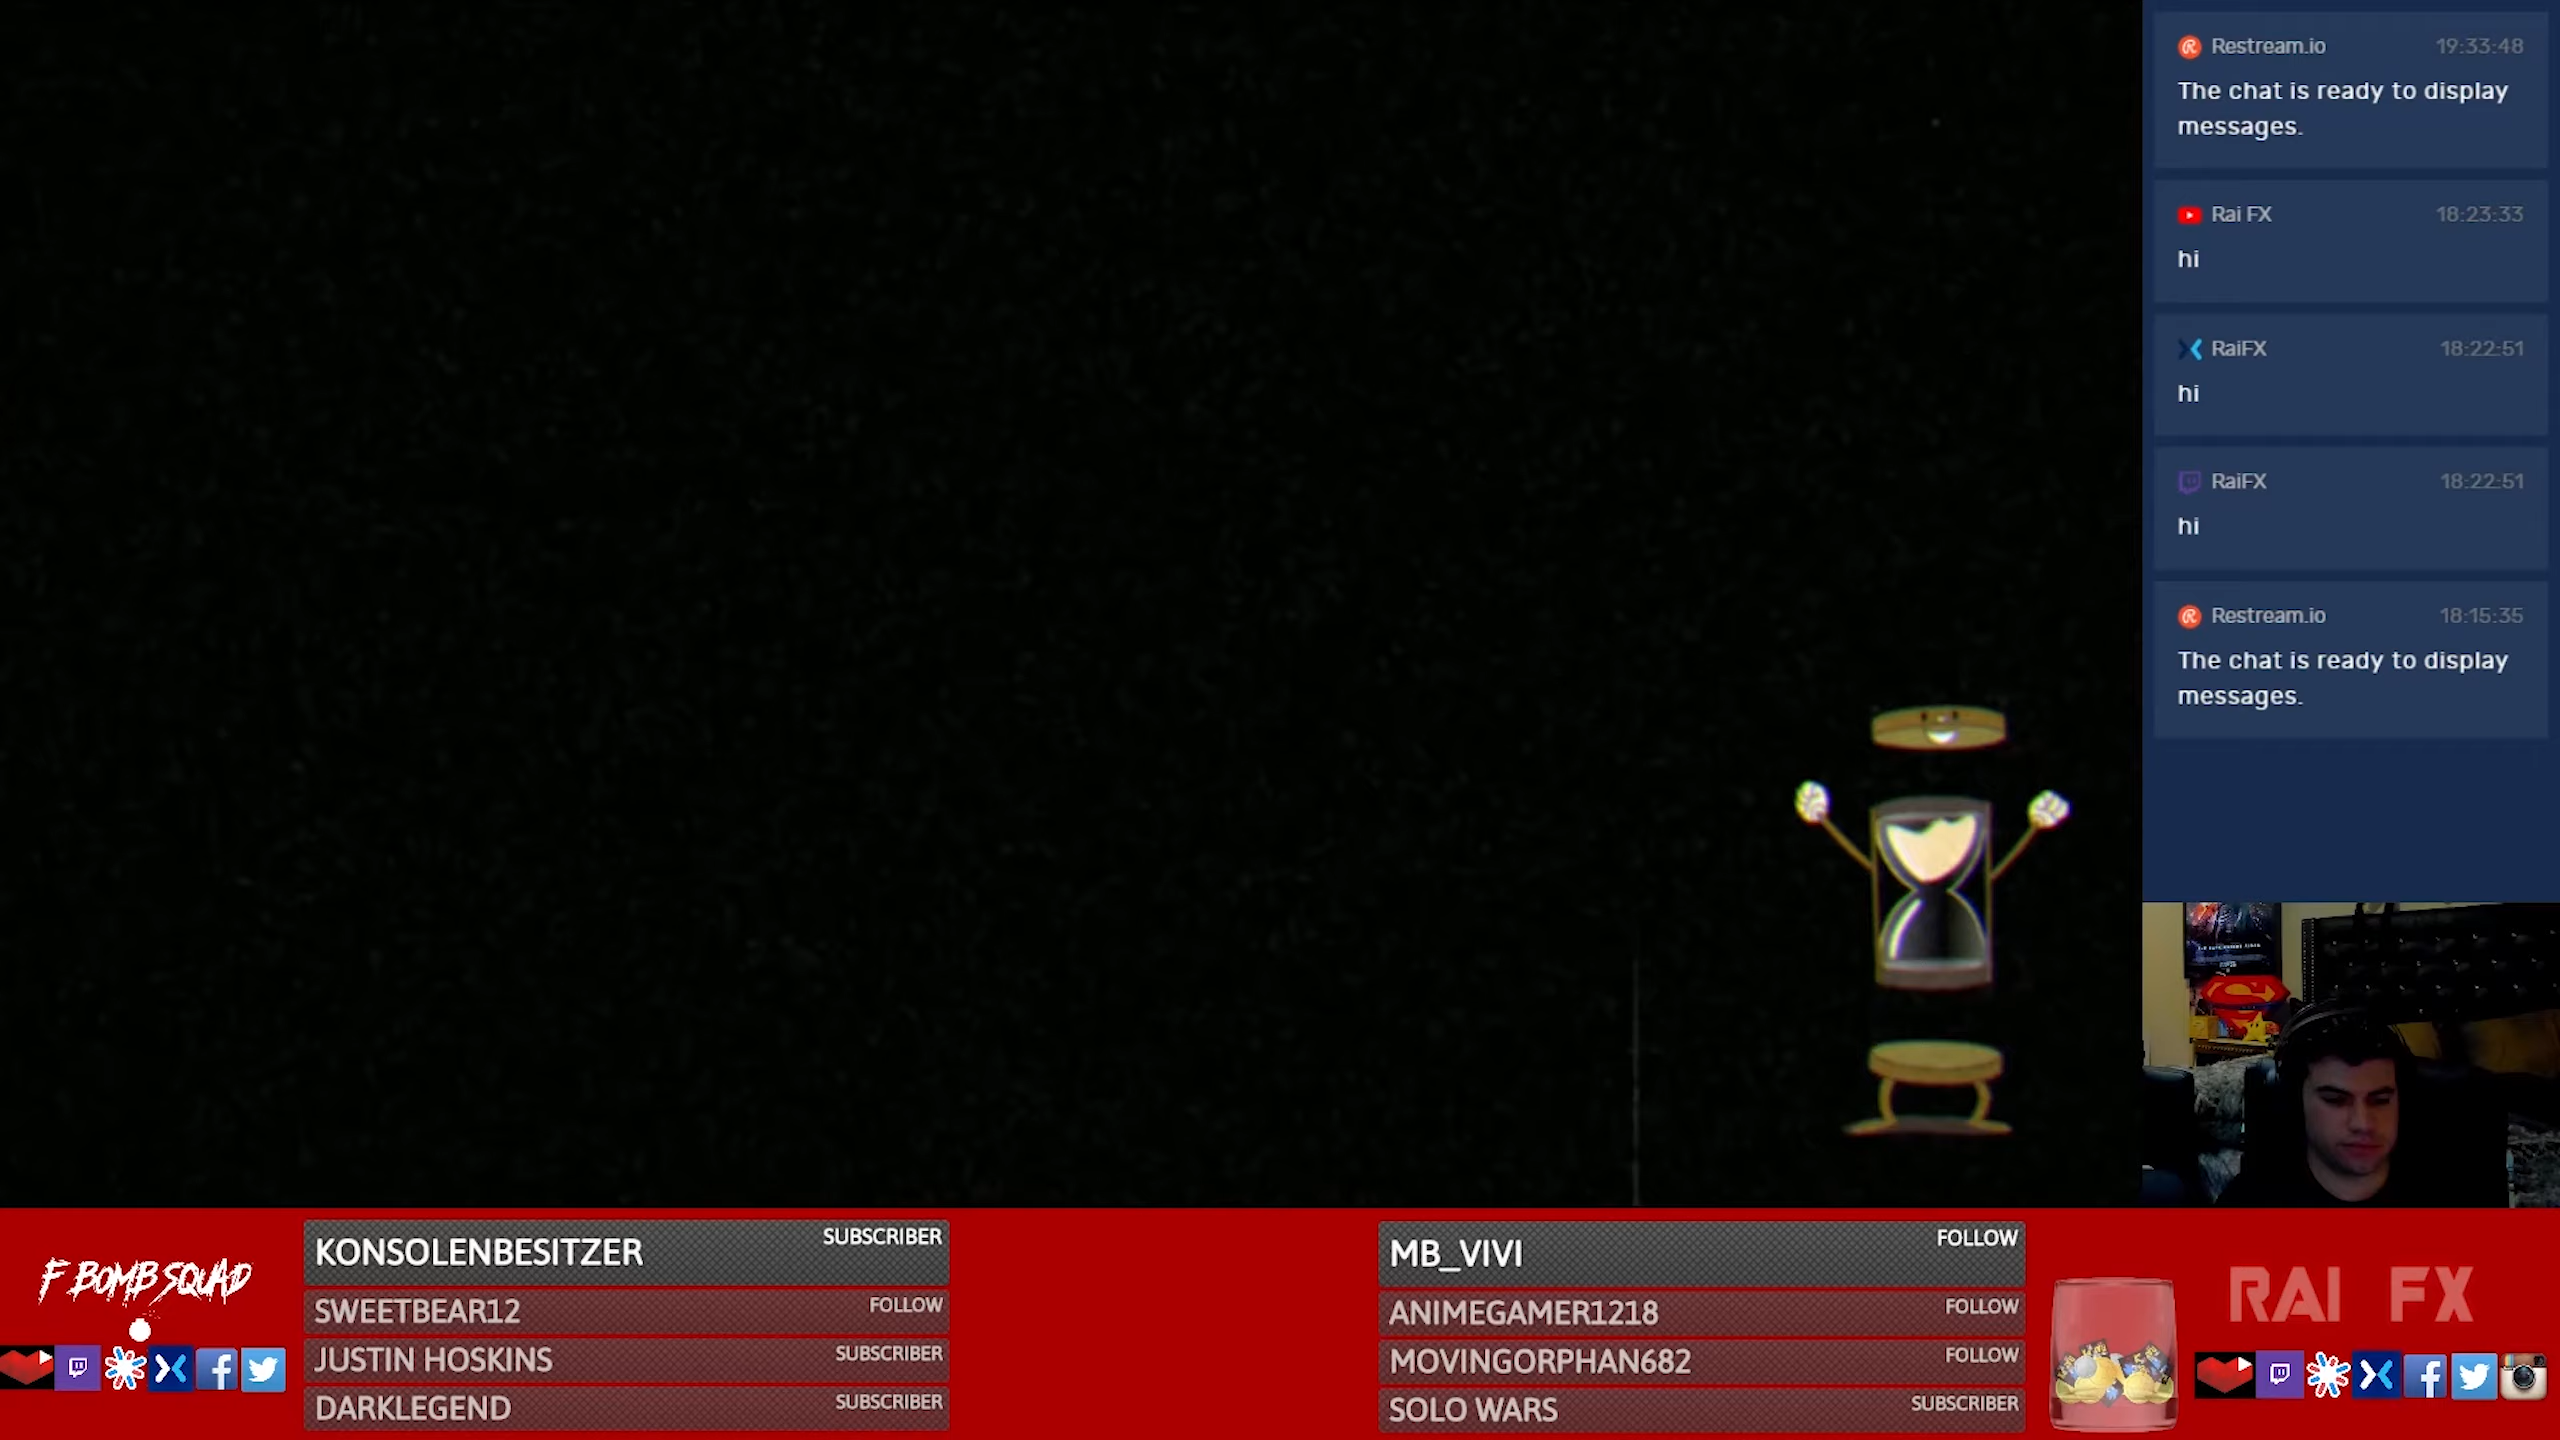 Restream.io 19:33:48
The chat is ready to display
messages.
Rai FX 18:23:33
hi
RaiFX 18:22:51
hi
RaiFX 18:22:51
hi
Restream.io 18:15:35
The chat is ready to display
messages.
F BOMB SQUAD
KONSOLENBESITZER SUBSCRIBER
SWEETBEAR12 FOLLOW
JUSTIN HOSKINS SUBSCRIBER
DARKLEGEND SUBSCRIBER
MB_VIVI FOLLOW
ANIMEGAMER1218 FOLLOW
MOVINGORPHAN682 FOLLOW
SOLO WARS SUBSCRIBER
RAI FX